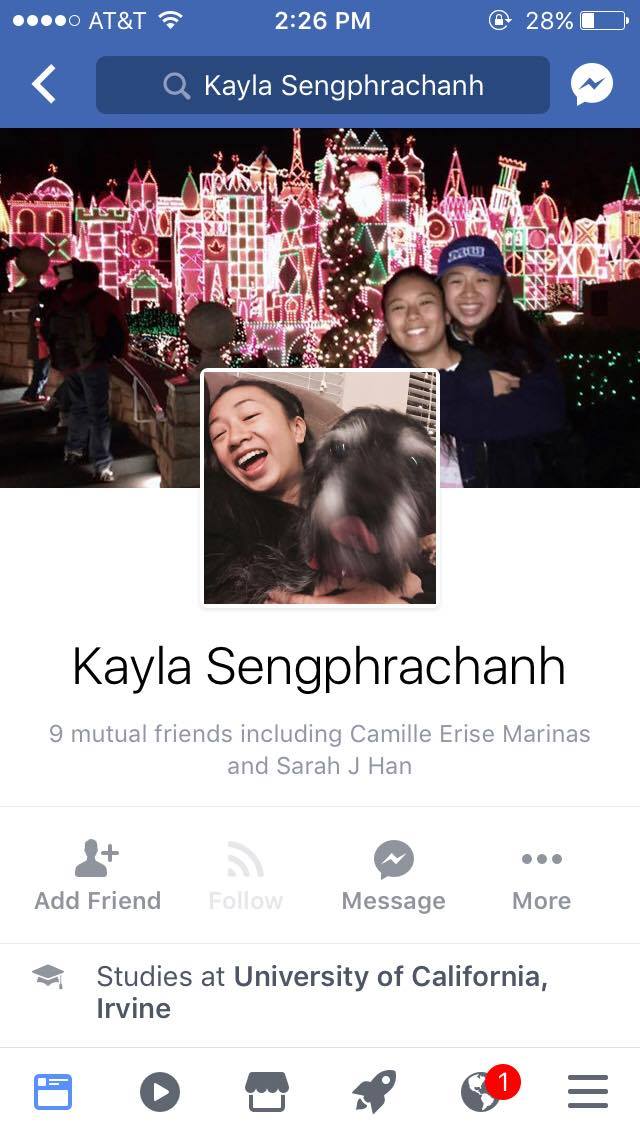 AT&T 2:26 PM 28%
Kayla Sengphrachanh
Kayla Sengphrachanh
9 mutual friends including Camille Erise Marinas
and Sarah J Han
Add Friend Follow Message More
Studies at University of California,
Irvine
1